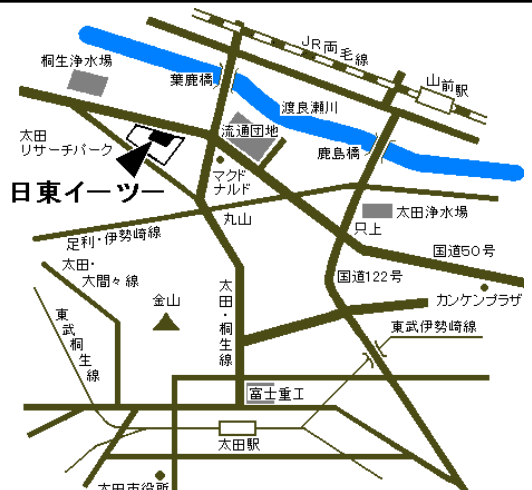 JR両毛線
桐生浄水場
葉鹿橋
山前駅
渡良瀬川
流通団地
太田
リサーチパーク
鹿島橋
マクド
ナルド
日東イーツー
太田浄水場
丸山
只上
足利・伊勢崎線
国道50号
太田・
大間々線
国道122号
カンケンプラザ
金山
太田・桐生線
東武桐生線
東武伊勢崎線
富士重工
太田駅
太田市役所